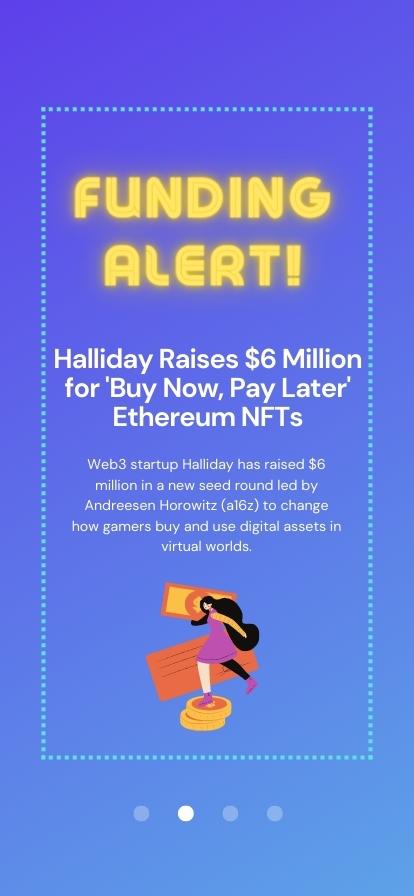 FUNDING
ALERT!
Halliday Raises $6 Million
for 'Buy Now, Pay Later'
Ethereum NFTs
Web3 startup Halliday has raised $6
million in a new seed round led by
Andreesen Horowitz (a16z) to change
how gamers buy and use digital assets in
virtual worlds.